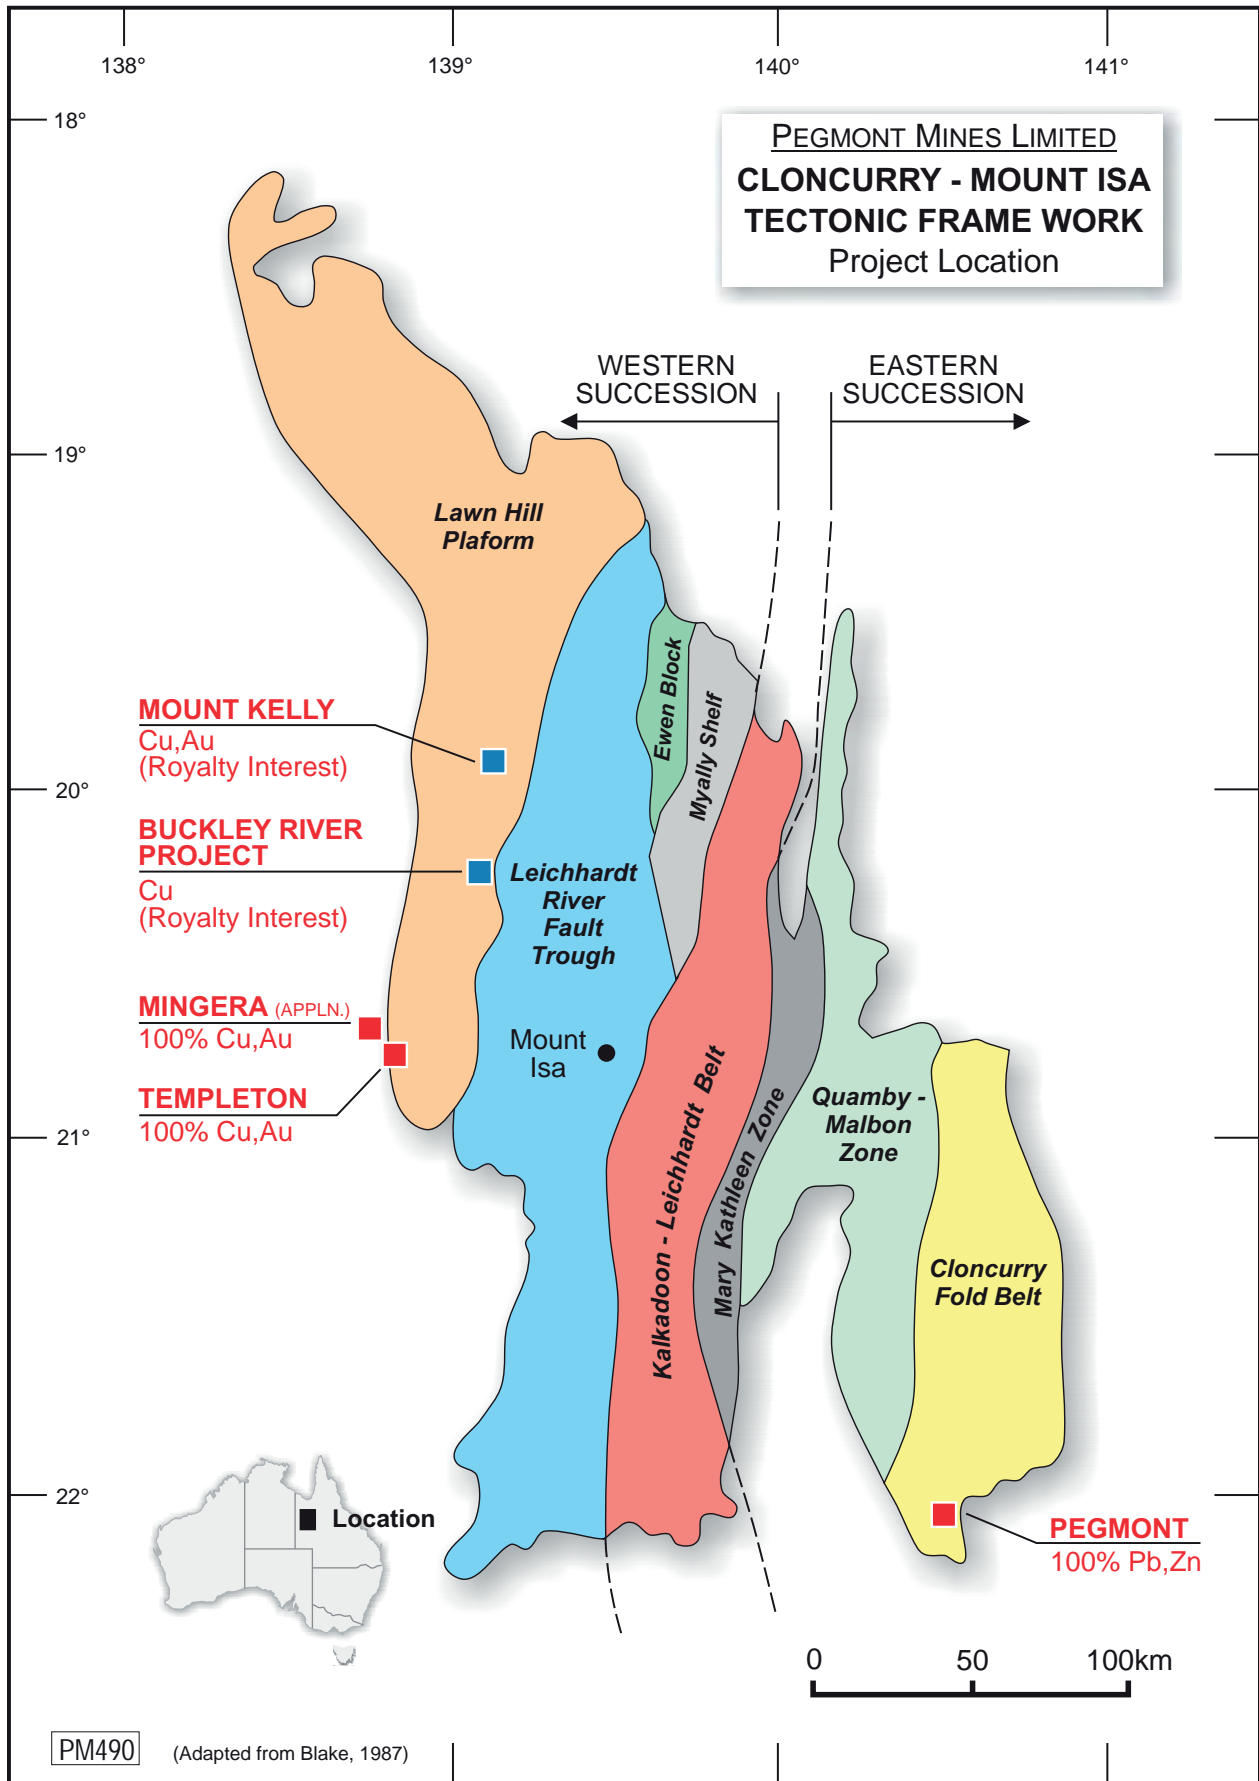 138°
139°
140°
141°
18°
PEGMONT MINES LIMITED
CLONCURRY - MOUNT ISA
TECTONIC FRAME WORK
Project Location
WESTERN
SUCCESSION
EASTERN
SUCCESSION
19°
Lawn Hill
Plaform
Ewen Block
Myally Shelf
MOUNT KELLY
Cu,Au
(Royalty Interest)
20°
BUCKLEY RIVER
PROJECT
Cu
(Royalty Interest)
Leichhardt
River
Fault
Trough
MINGERA (APPLN.)
100% Cu,Au
Mount
Isa
TEMPLETON
100% Cu,Au
21°
Kalkadoon - Leichhardt Belt
Mary Kathleen Zone
Quamby -
Malbon
Zone
Cloncurry
Fold Belt
22°
Location
PEGMONT
100% Pb,Zn
0
50
100km
PM490
(Adapted from Blake, 1987)